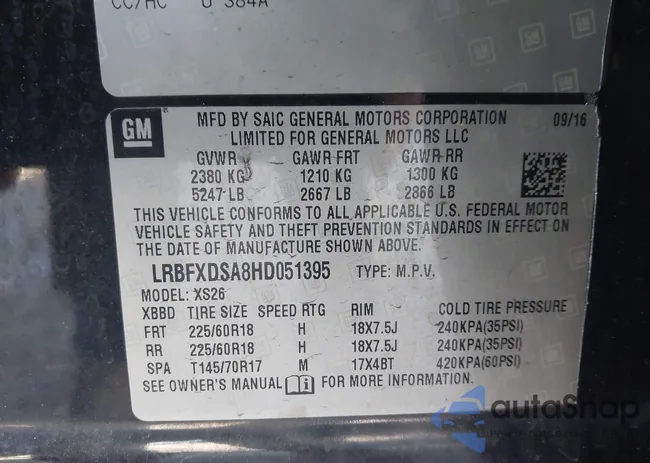 CC/HC U S84A
GM
MFD BY SAIC GENERAL MOTORS CORPORATION 09/16
LIMITED FOR GENERAL MOTORS LLC
GVWR GAWR FRT GAWR RR
2380 KG 1210 KG 1300 KG
5247 LB 2667 LB 2866 LB
THIS VEHICLE CONFORMS TO ALL APPLICABLE U.S. FEDERAL MOTOR
VEHICLE SAFETY AND THEFT PREVENTION STANDARDS IN EFFECT ON
THE DATE OF MANUFACTURE SHOWN ABOVE.
LRBFXDSA8HD051395 TYPE: M.P.V.
MODEL: XS26
XBBD TIRE SIZE SPEED RTG RIM COLD TIRE PRESSURE
FRT 225/60R18 H 18X7.5J 240KPA(35PSI)
RR 225/60R18 H 18X7.5J 240KPA(35PSI)
SPA T145/70R17 M 17X4BT 420KPA(60PSI)
SEE OWNER'S MANUAL FOR MORE INFORMATION
autoSnap